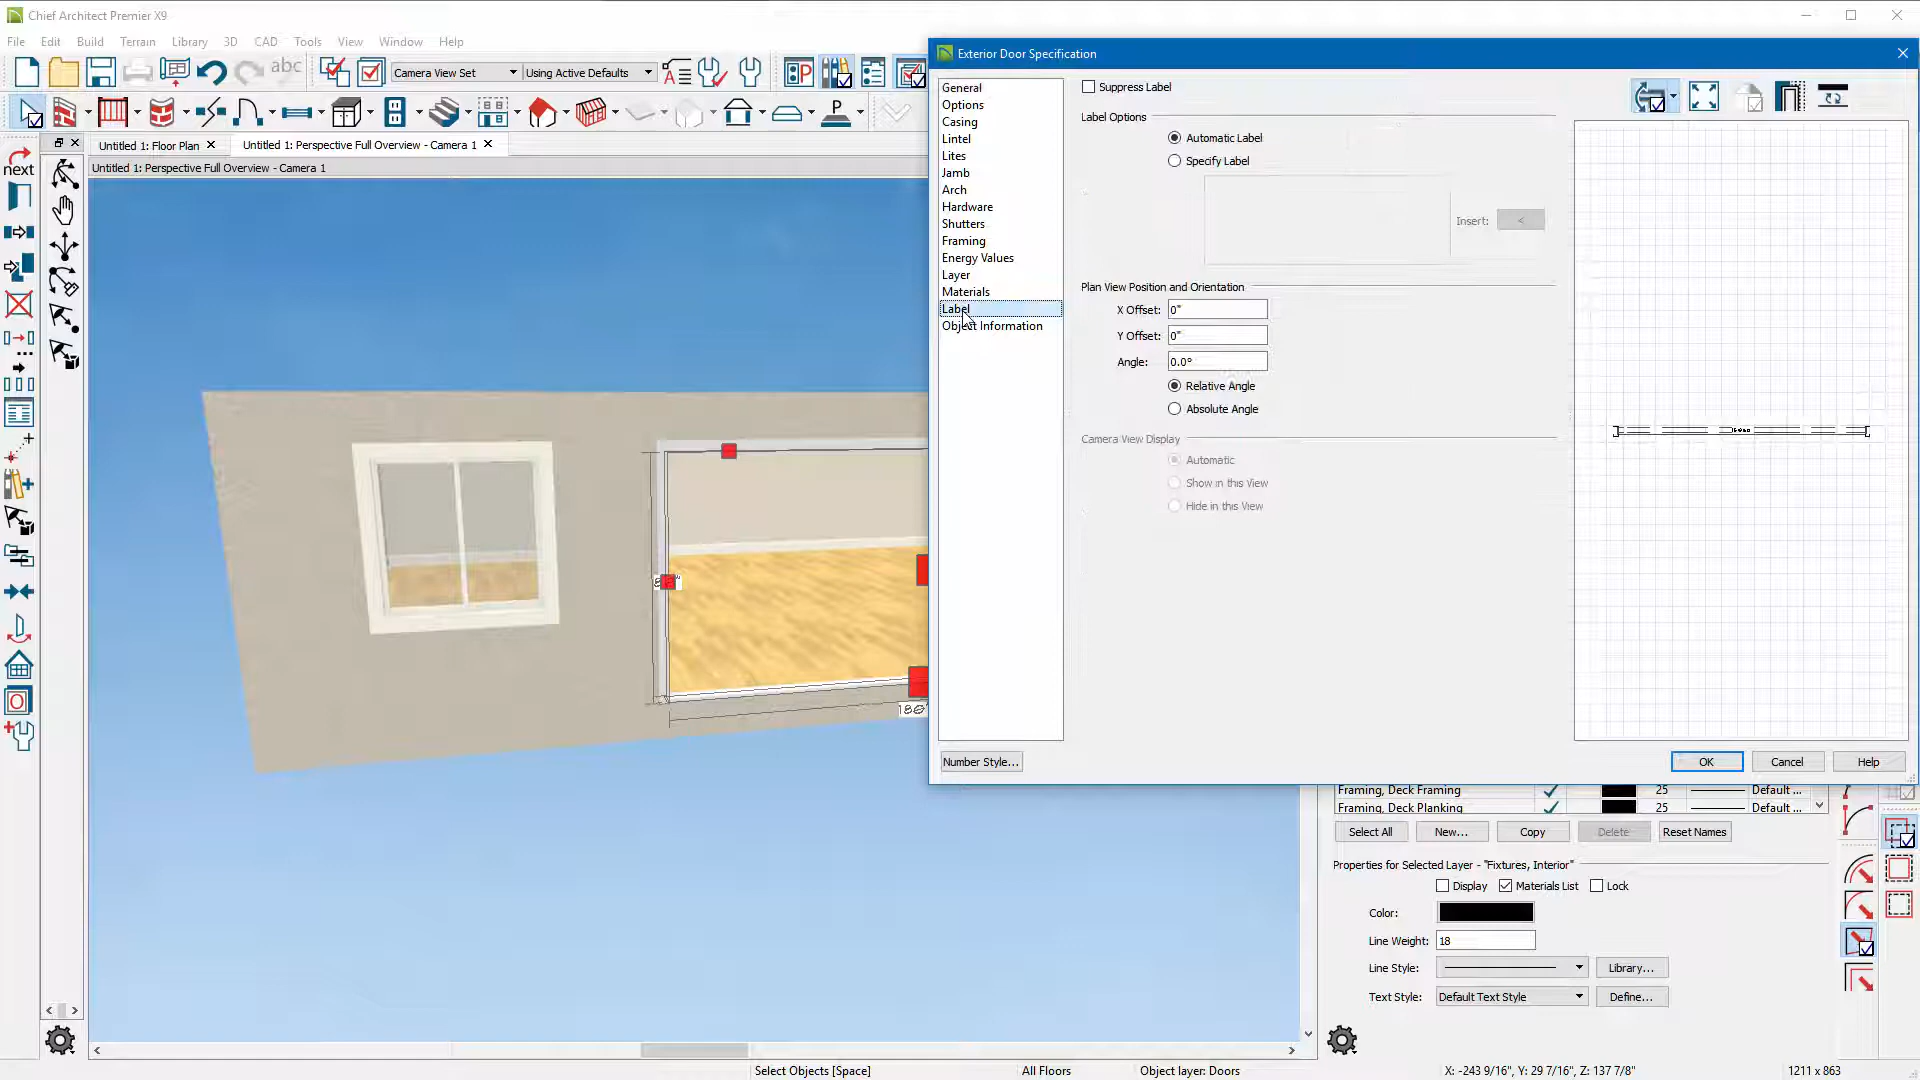 Chief Architect Premier X9
File Edit Build Terrain Library 3D CAD Tools View Window Help
abc Camera View Set Using Active Defaults
P
next
Untitled 1: Floor Plan Untitled 1: Perspective Full Overview - Camera 1
Untitled 1: Perspective Full Overview - Camera 1
Exterior Door Specification
General
Options
Casing
Lintel
Lites
Jamb
Arch
Hardware
Shutters
Framing
Energy Values
Layer
Materials
Label
Object Information
Suppress Label
Label Options
Automatic Label
Specify Label
Insert: <
Plan View Position and Orientation
X Offset: 0"
Y Offset: 0"
Angle: 0.0°
Relative Angle
Absolute Angle
Camera View Display
Automatic
Show in this View
Hide in this View
Number Style... OK Cancel Help
Framing, Deck Framing 25 Default ...
Framing, Deck Planking 25 Default ...
Select All New... Copy Delete Reset Names
Properties for Selected Layer - "Fixtures, Interior"
Display Materials List Lock
Color:
Line Weight: 18
Line Style: Library...
Text Style: Default Text Style Define...
Select Objects [Space] All Floors Object layer: Doors X: -243 9/16", Y: 29 7/16", Z: 137 7/8" 1211 x 863